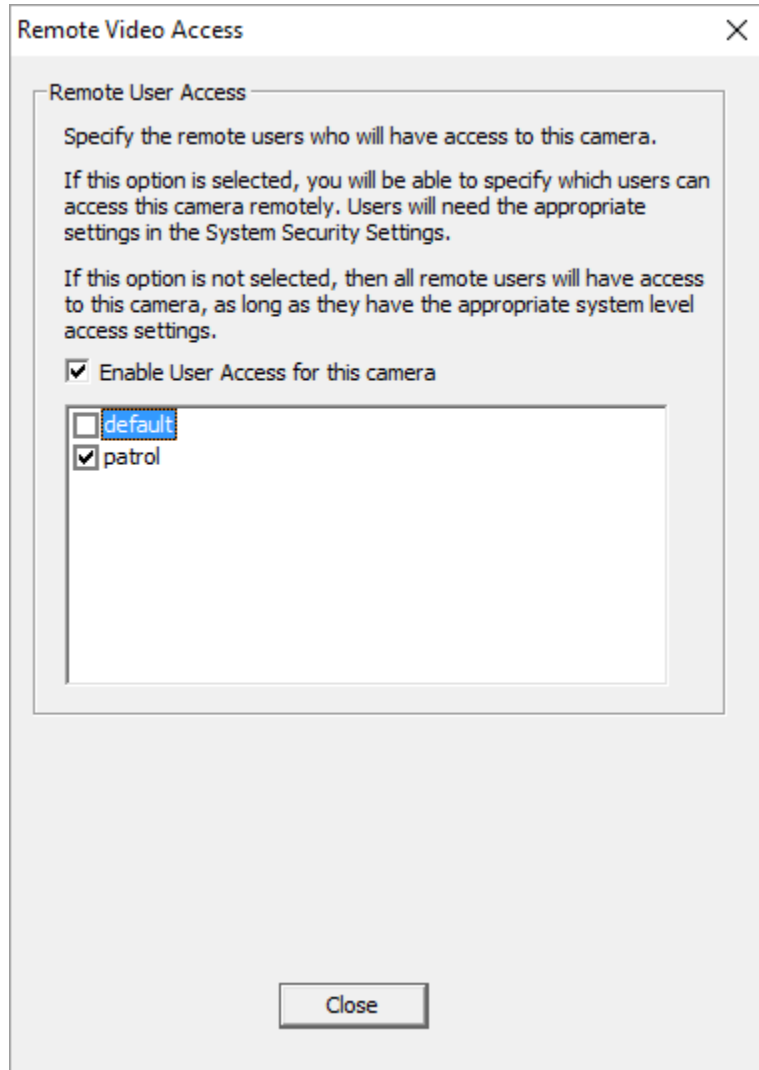 Remote Video Access
Remote User Access
Specify the remote users who will have access to this camera.
If this option is selected, you will be able to specify which users can
access this camera remotely. Users will need the appropriate
settings in the System Security Settings.
If this option is not selected, then all remote users will have access
to this camera, as long as they have the appropriate system level
access settings.
Enable User Access for this camera
default
patrol
Close